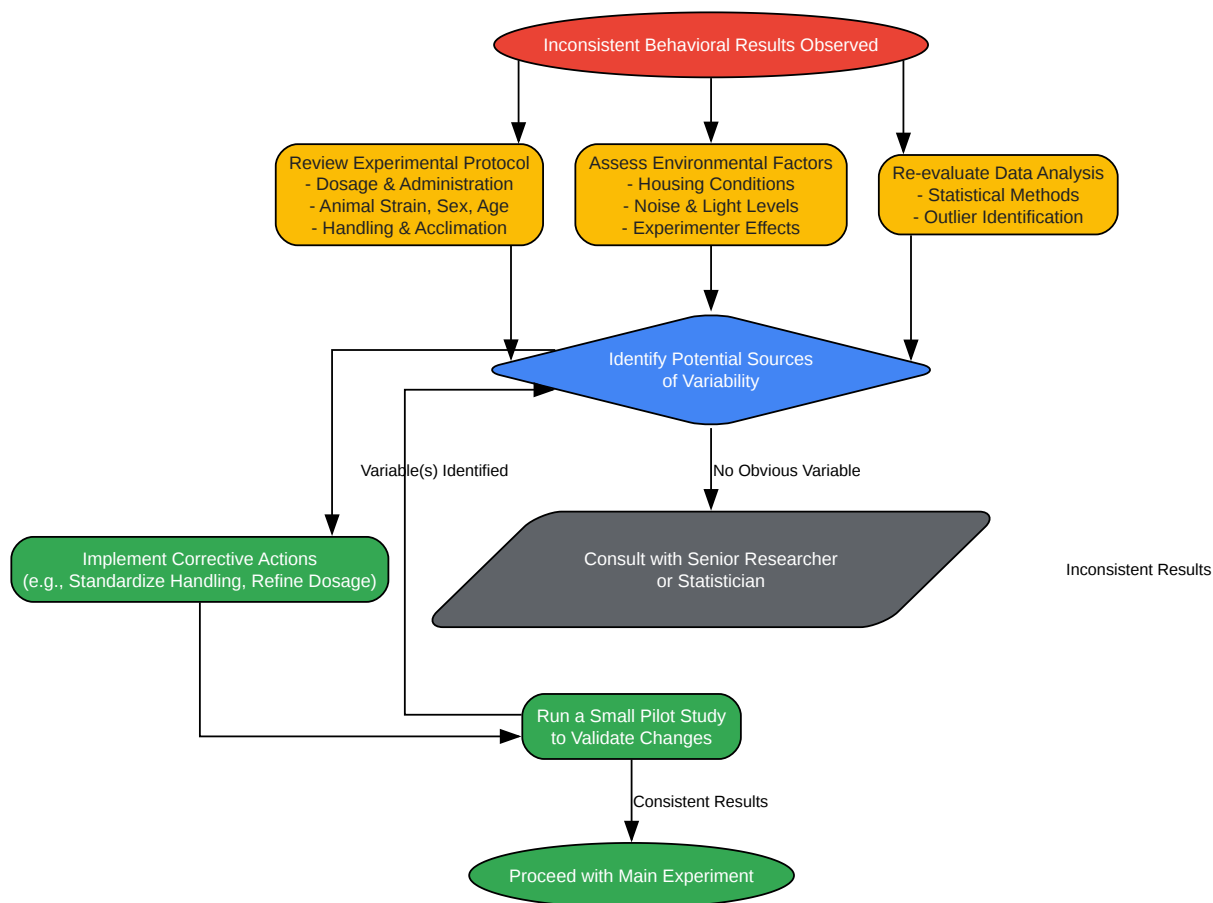 Inconsistent Behavioral Results Observed
Review Experimental Protocol
- Dosage & Administration
- Animal Strain, Sex, Age
- Handling & Acclimation
Assess Environmental Factors
- Housing Conditions
- Noise & Light Levels
- Experimenter Effects
Re-evaluate Data Analysis
- Statistical Methods
- Outlier Identification
Identify Potential Sources
of Variability
Variable(s) Identified
No Obvious Variable
Implement Corrective Actions
(e.g., Standardize Handling, Refine Dosage)
Consult with Senior Researcher
or Statistician
Inconsistent Results
Run a Small Pilot Study
to Validate Changes
Consistent Results
Proceed with Main Experiment